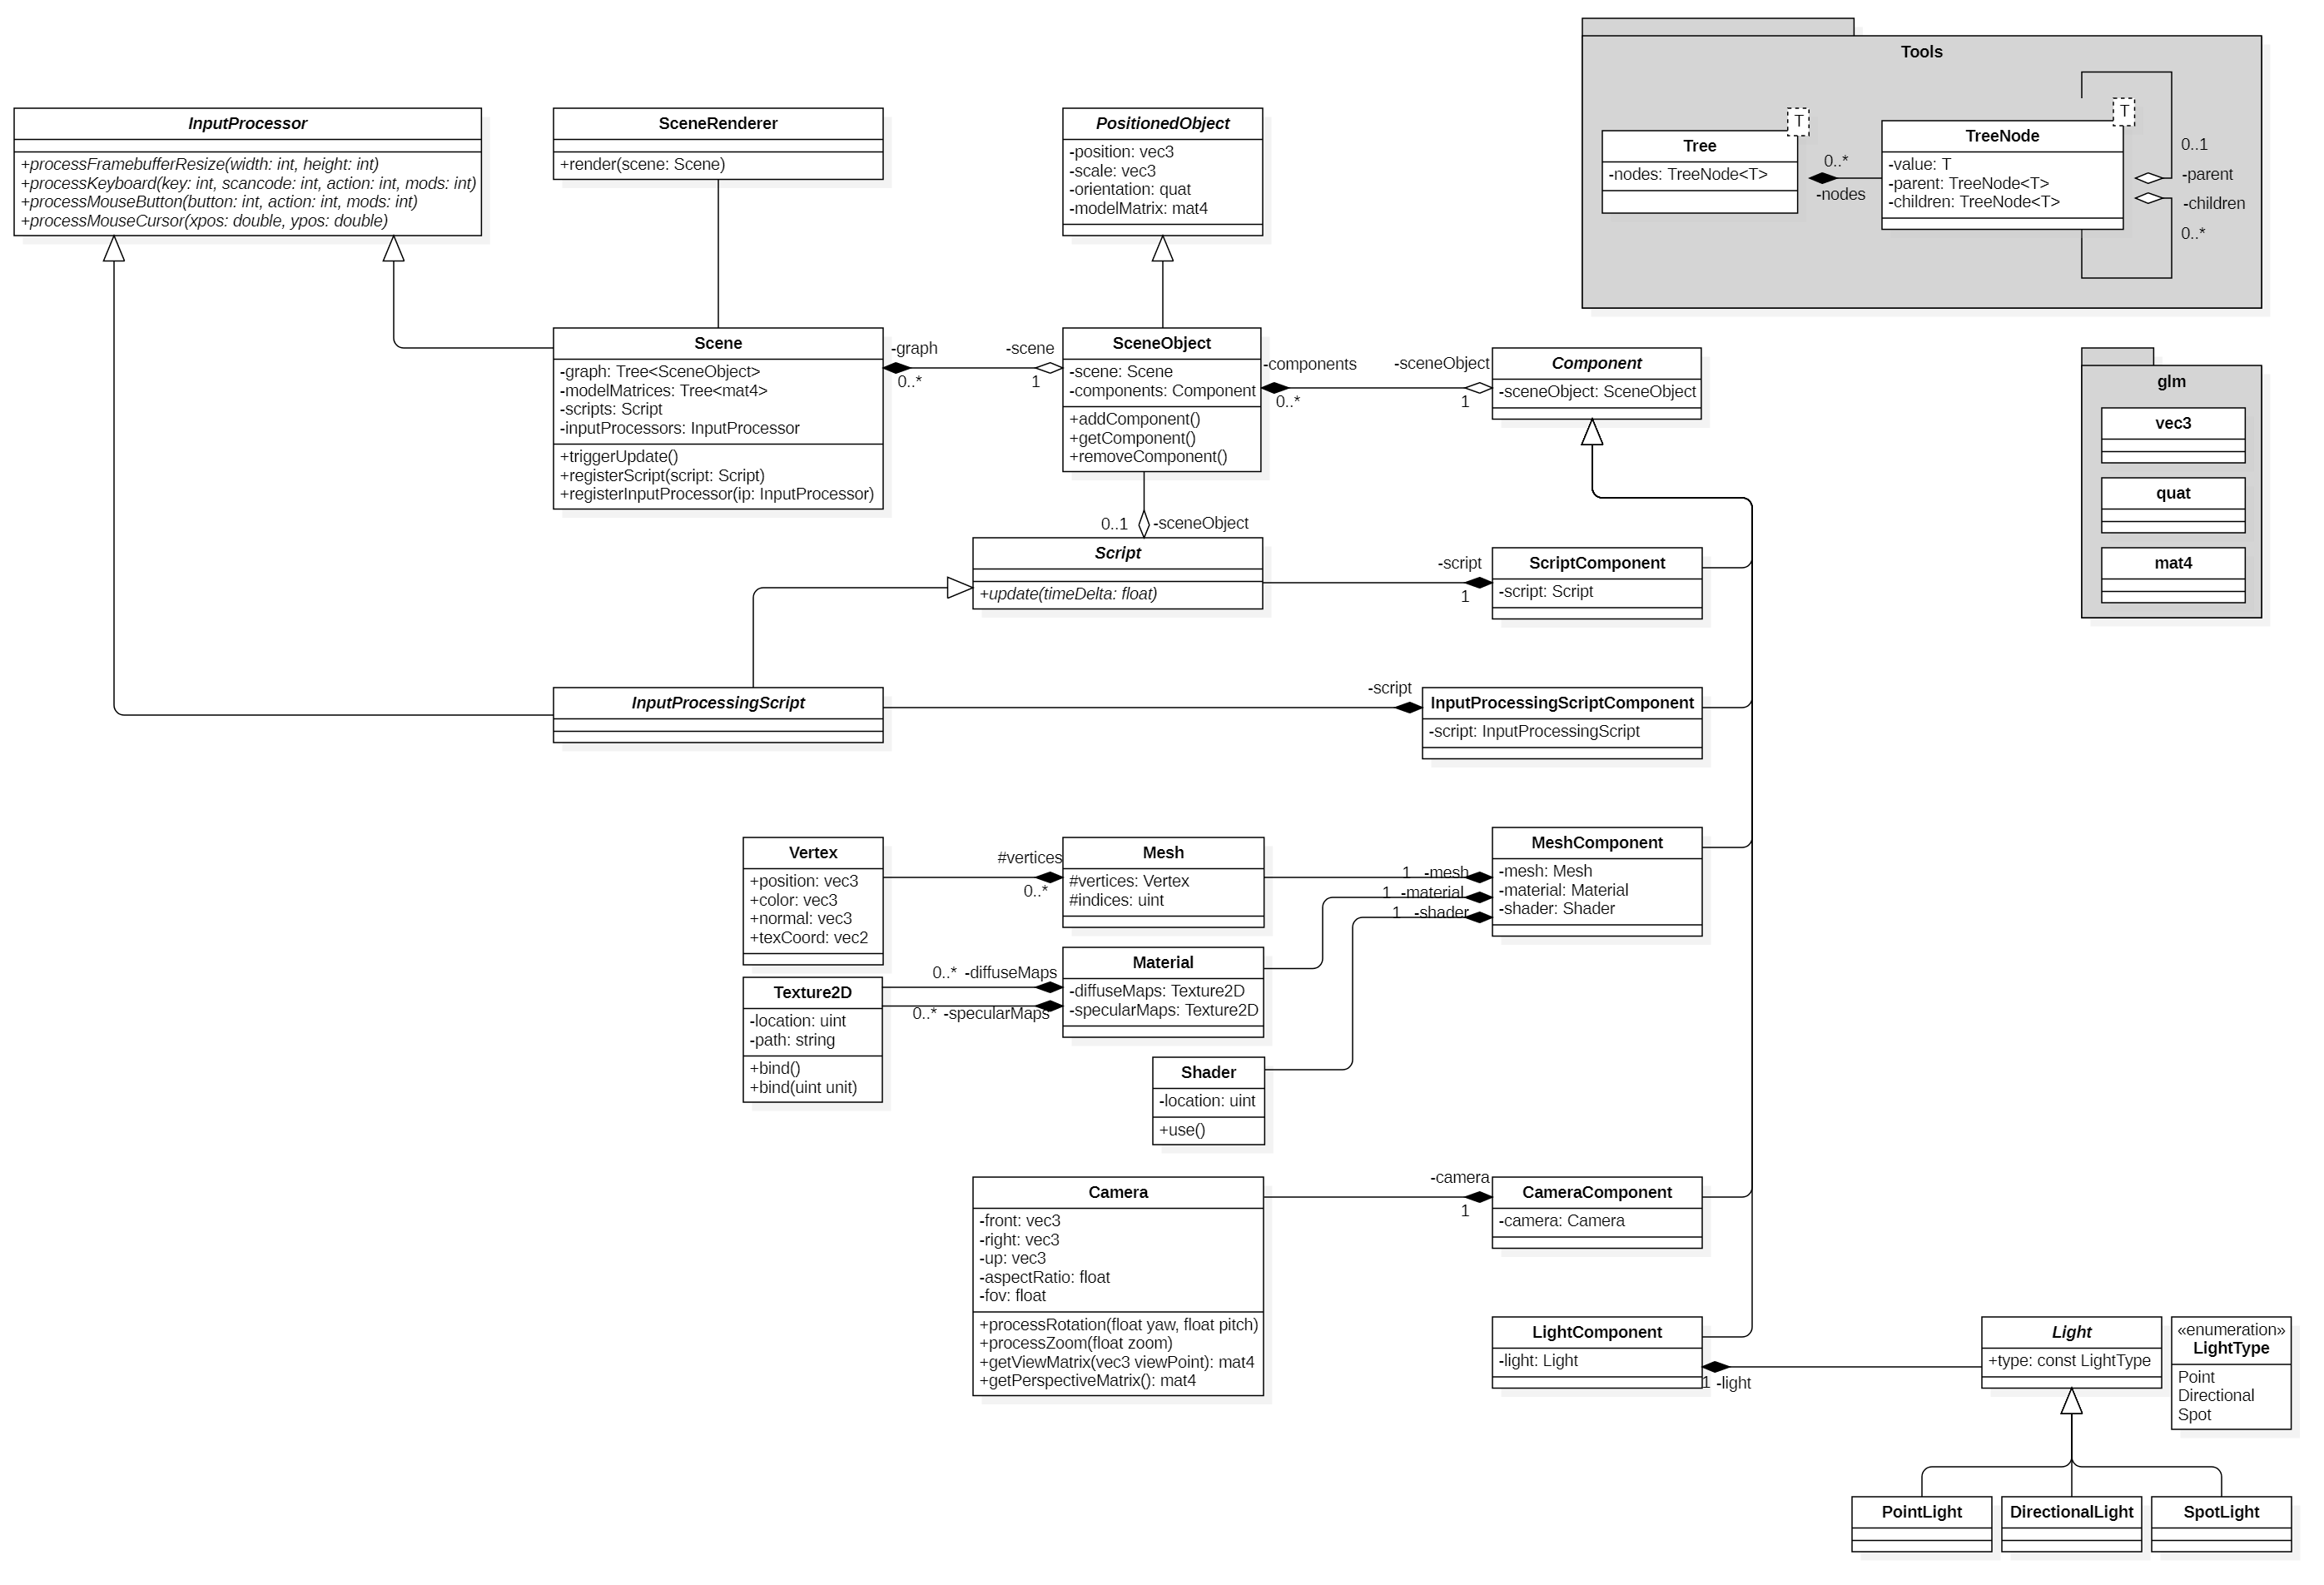 Tools
T
Tree
-nodes: TreeNode<T>
0..*
-nodes
T
TreeNode
-value: T
-parent: TreeNode<T>
-children: TreeNode<T>
0..1
-parent
-children
0..*
InputProcessor
+processFramebufferResize(width: int, height: int)
+processKeyboard(key: int, scancode: int, action: int, mods: int)
+processMouseButton(button: int, action: int, mods: int)
+processMouseCursor(xpos: double, ypos: double)
SceneRenderer
+render(scene: Scene)
PositionedObject
-position: vec3
-scale: vec3
-orientation: quat
-modelMatrix: mat4
Scene
-graph: Tree<SceneObject>
-modelMatrices: Tree<mat4>
-scripts: Script
-inputProcessors: InputProcessor
+triggerUpdate()
+registerScript(script: Script)
+registerInputProcessor(ip: InputProcessor)
-graph
0..*
-scene
1
SceneObject
-scene: Scene
-components: Component
+addComponent()
+getComponent()
+removeComponent()
-components
0..*
-sceneObject
1
Component
-sceneObject: SceneObject
glm
vec3
quat
mat4
0..1
-sceneObject
Script
+update(timeDelta: float)
-script
1
ScriptComponent
-script: Script
InputProcessingScript
-script
InputProcessingScriptComponent
-script: InputProcessingScript
Vertex
+position: vec3
+color: vec3
+normal: vec3
+texCoord: vec2
#vertices
0..*
Mesh
#vertices: Vertex
#indices: uint
1 -mesh
1 -material
1 -shader
MeshComponent
-mesh: Mesh
-material: Material
-shader: Shader
Texture2D
-location: uint
-path: string
+bind()
+bind(uint unit)
0..* -diffuseMaps
0..* -specularMaps
Material
-diffuseMaps: Texture2D
-specularMaps: Texture2D
Shader
-location: uint
+use()
Camera
-front: vec3
-right: vec3
-up: vec3
-aspectRatio: float
-fov: float
+processRotation(float yaw, float pitch)
+processZoom(float zoom)
+getViewMatrix(vec3 viewPoint): mat4
+getPerspectiveMatrix(): mat4
-camera
1
CameraComponent
-camera: Camera
LightComponent
-light: Light
1 -light
Light
+type: const LightType
«enumeration»
LightType
Point
Directional
Spot
PointLight
DirectionalLight
SpotLight